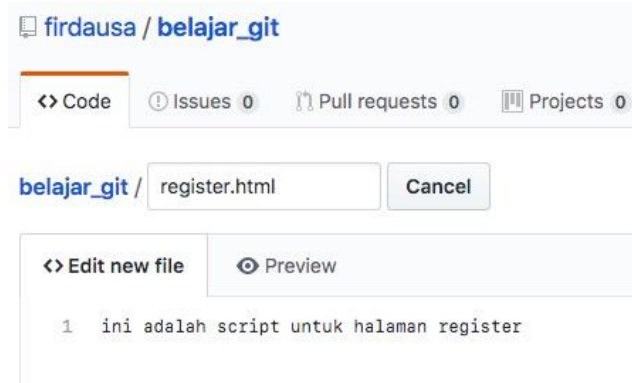 firdausa / belajar_git
<> Code Issues 0 Pull requests 0 Projects 0
belajar_git / register.html Cancel
<> Edit new file Preview
1 ini adalah script untuk halaman register